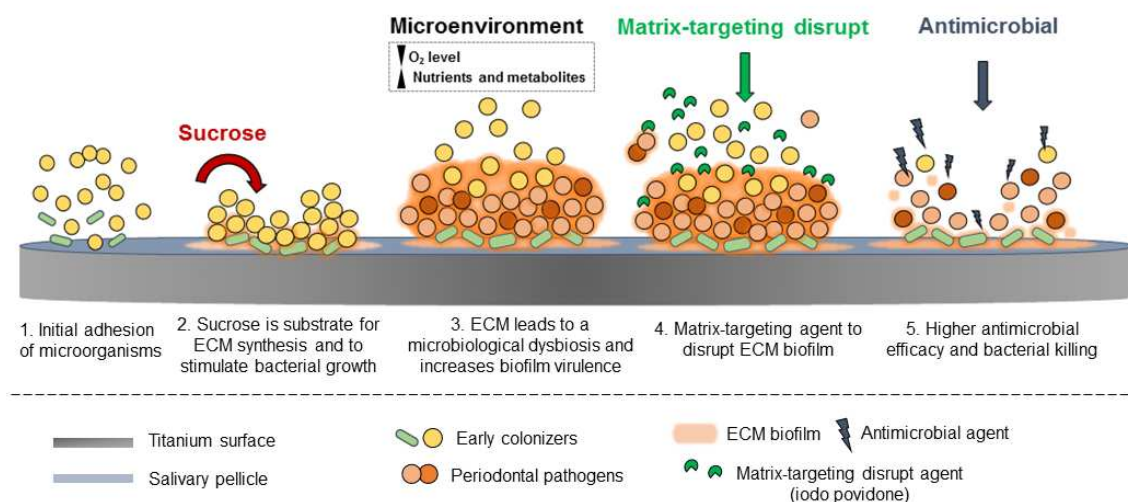 Microenvironment
O₂ level
Nutrients and metabolites
Matrix-targeting disrupt
Antimicrobial
Sucrose
1. Initial adhesion
of microorganisms
2. Sucrose is substrate for
ECM synthesis and to
stimulate bacterial growth
3. ECM leads to a
microbiological dysbiosis and
increases biofilm virulence
4. Matrix-targeting agent to
disrupt ECM biofilm
5. Higher antimicrobial
efficacy and bacterial killing
Titanium surface
Salivary pellicle
Early colonizers
Periodontal pathogens
ECM biofilm
Antimicrobial agent
Matrix-targeting disrupt agent
(iodo povidone)